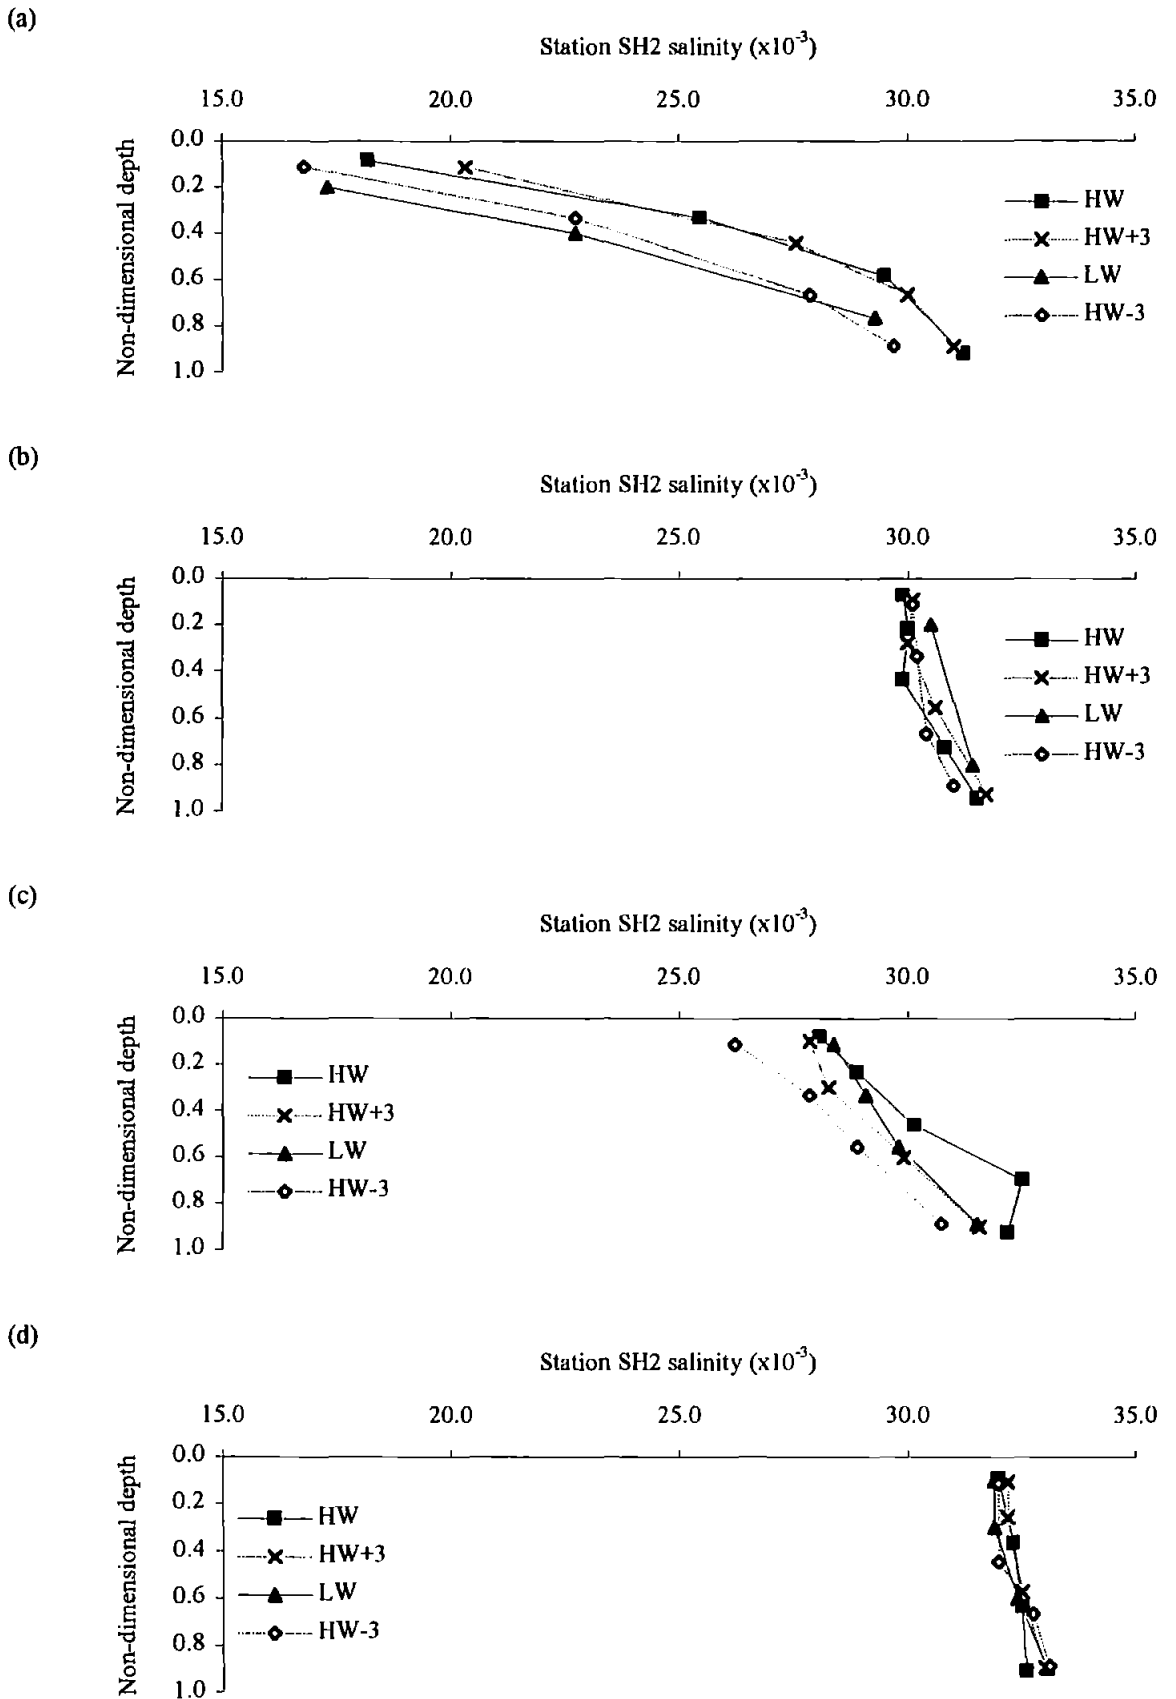 (a)
Station SH2 salinity (x10-3)
15.0 20.0 25.0 30.0 35.0
Non-dimensional depth
0.0
0.2
0.4
0.6
0.8
1.0
HW
HW+3
LW
HW-3
(b)
Station SH2 salinity (x10-3)
15.0 20.0 25.0 30.0 35.0
Non-dimensional depth
0.0
0.2
0.4
0.6
0.8
1.0
HW
HW+3
LW
HW-3
(c)
Station SH2 salinity (x10-3)
15.0 20.0 25.0 30.0 35.0
Non-dimensional depth
0.0
0.2
0.4
0.6
0.8
1.0
HW
HW+3
LW
HW-3
(d)
Station SH2 salinity (x10-3)
15.0 20.0 25.0 30.0 35.0
Non-dimensional depth
0.0
0.2
0.4
0.6
0.8
1.0
HW
HW+3
LW
HW-3